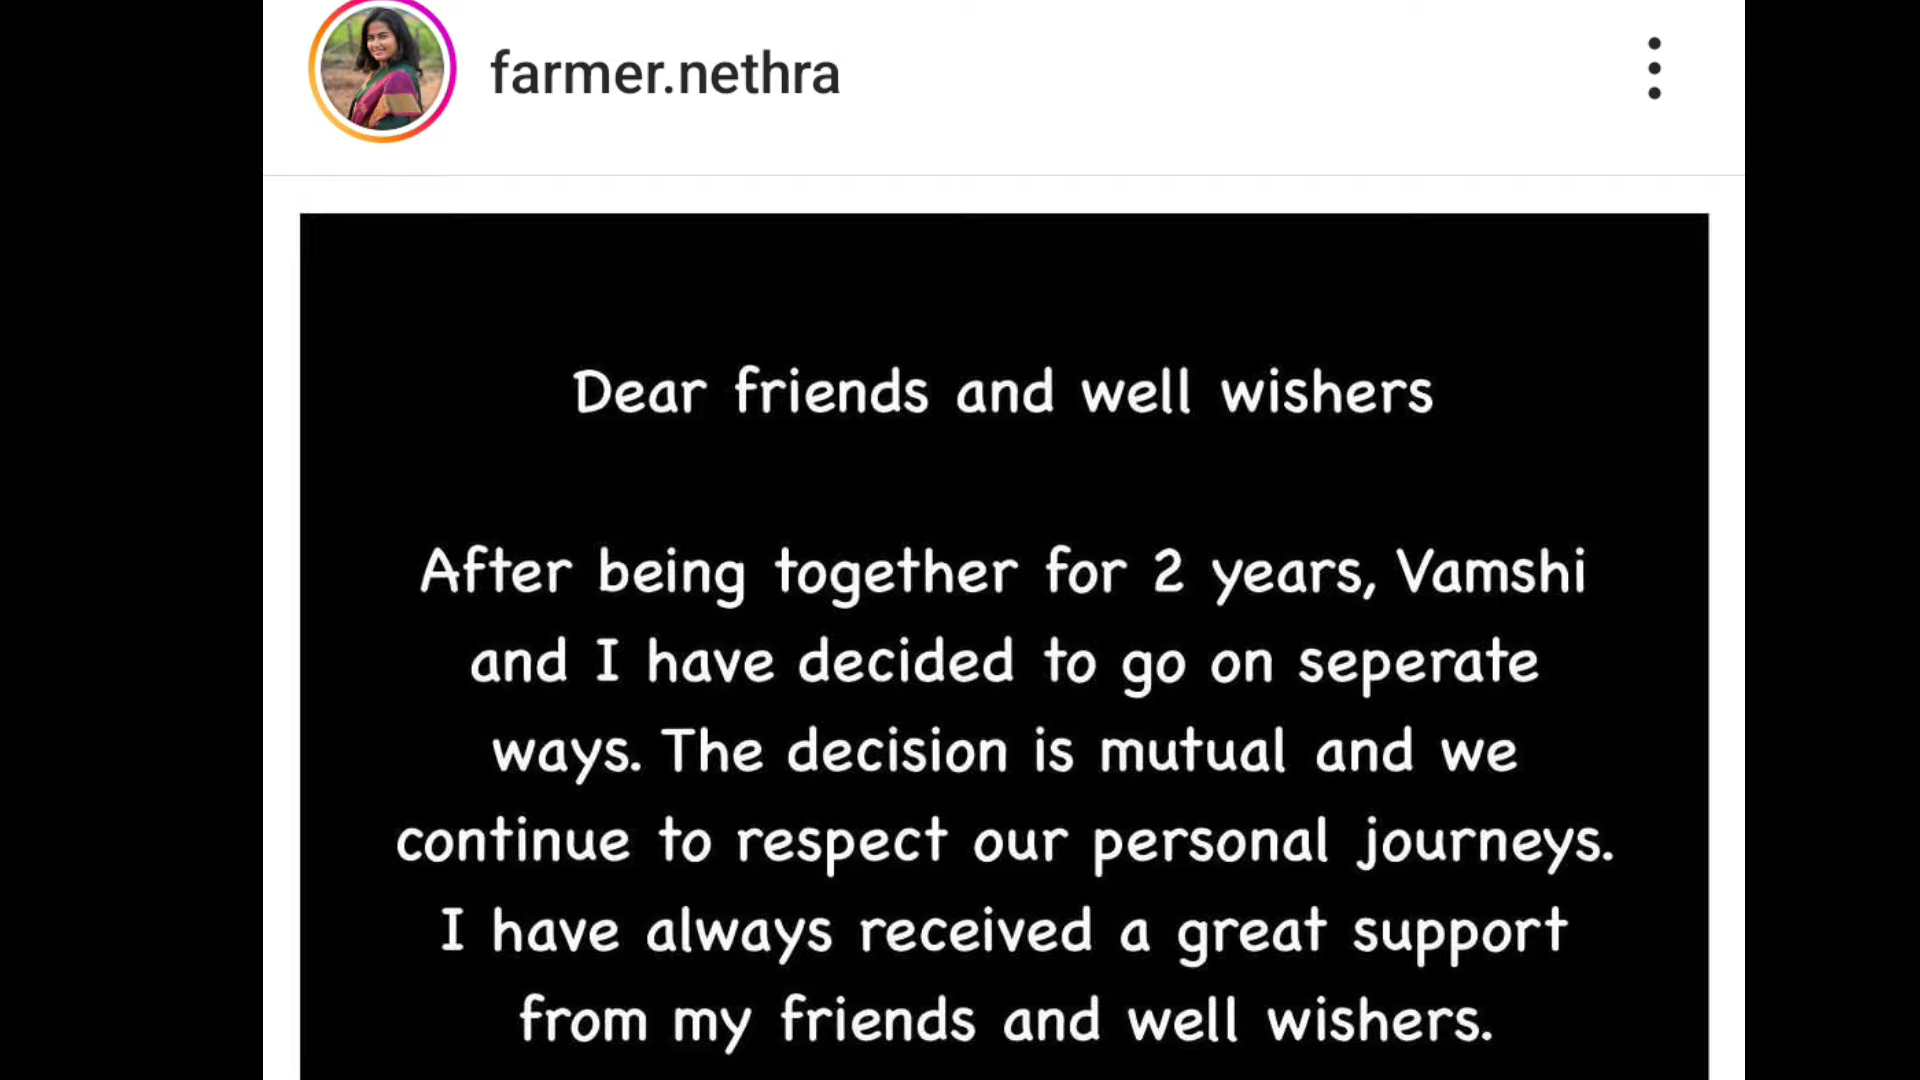 farmer.nethra
Dear friends and well wishers
After being together for 2 years, Vamshi
and I have decided to go on seperate
ways. The decision is mutual and we
continue to respect our personal journeys.
I have always received a great support
from my friends and well wishers.